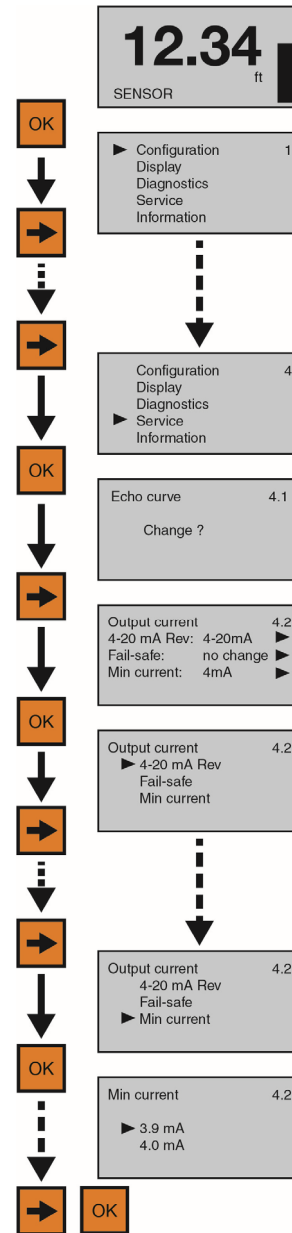 12.34
ft
SENSOR
OK
Configuration 1
Display
Diagnostics
Service
Information
Configuration 4
Display
Diagnostics
Service
Information
OK
Echo curve 4.1
Change ?
Output current 4.2
4-20 mA Rev: 4-20mA
Fail-safe: no change
Min current: 4mA
OK
Output current 4.2
4-20 mA Rev
Fail-safe
Min current
Output current 4.2
4-20 mA Rev
Fail-safe
Min current
OK
Min current 4.2
3.9 mA
4.0 mA
OK